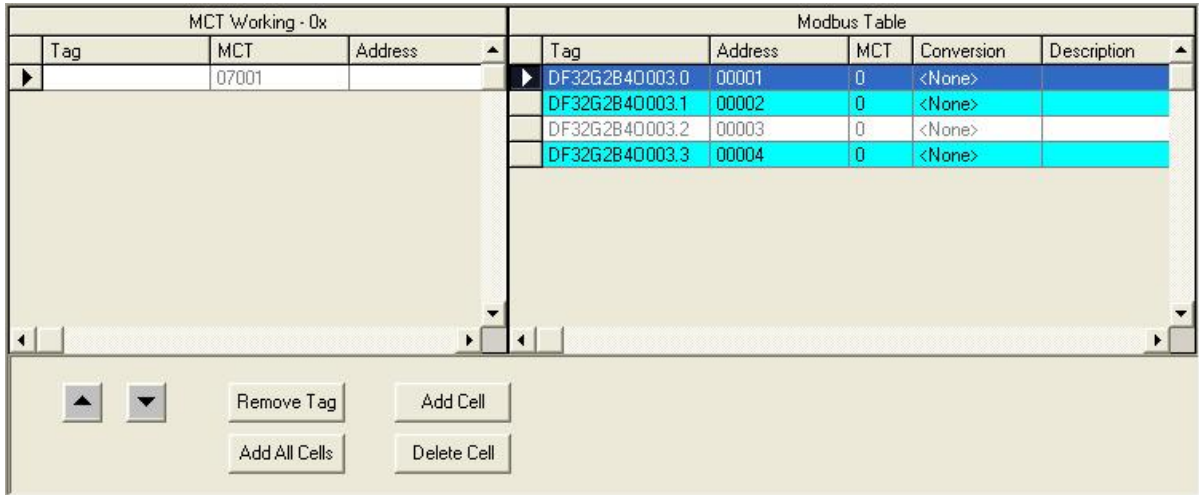 MCT Working - 0x
Tag MCT Address
07001
Modbus Table
Tag Address MCT Conversion Description
DF32G2B4O003.0 00001 0 <None>
DF32G2B4O003.1 00002 0 <None>
DF32G2B4O003.2 00003 0 <None>
DF32G2B4O003.3 00004 0 <None>
Remove Tag Add Cell
Add All Cells Delete Cell